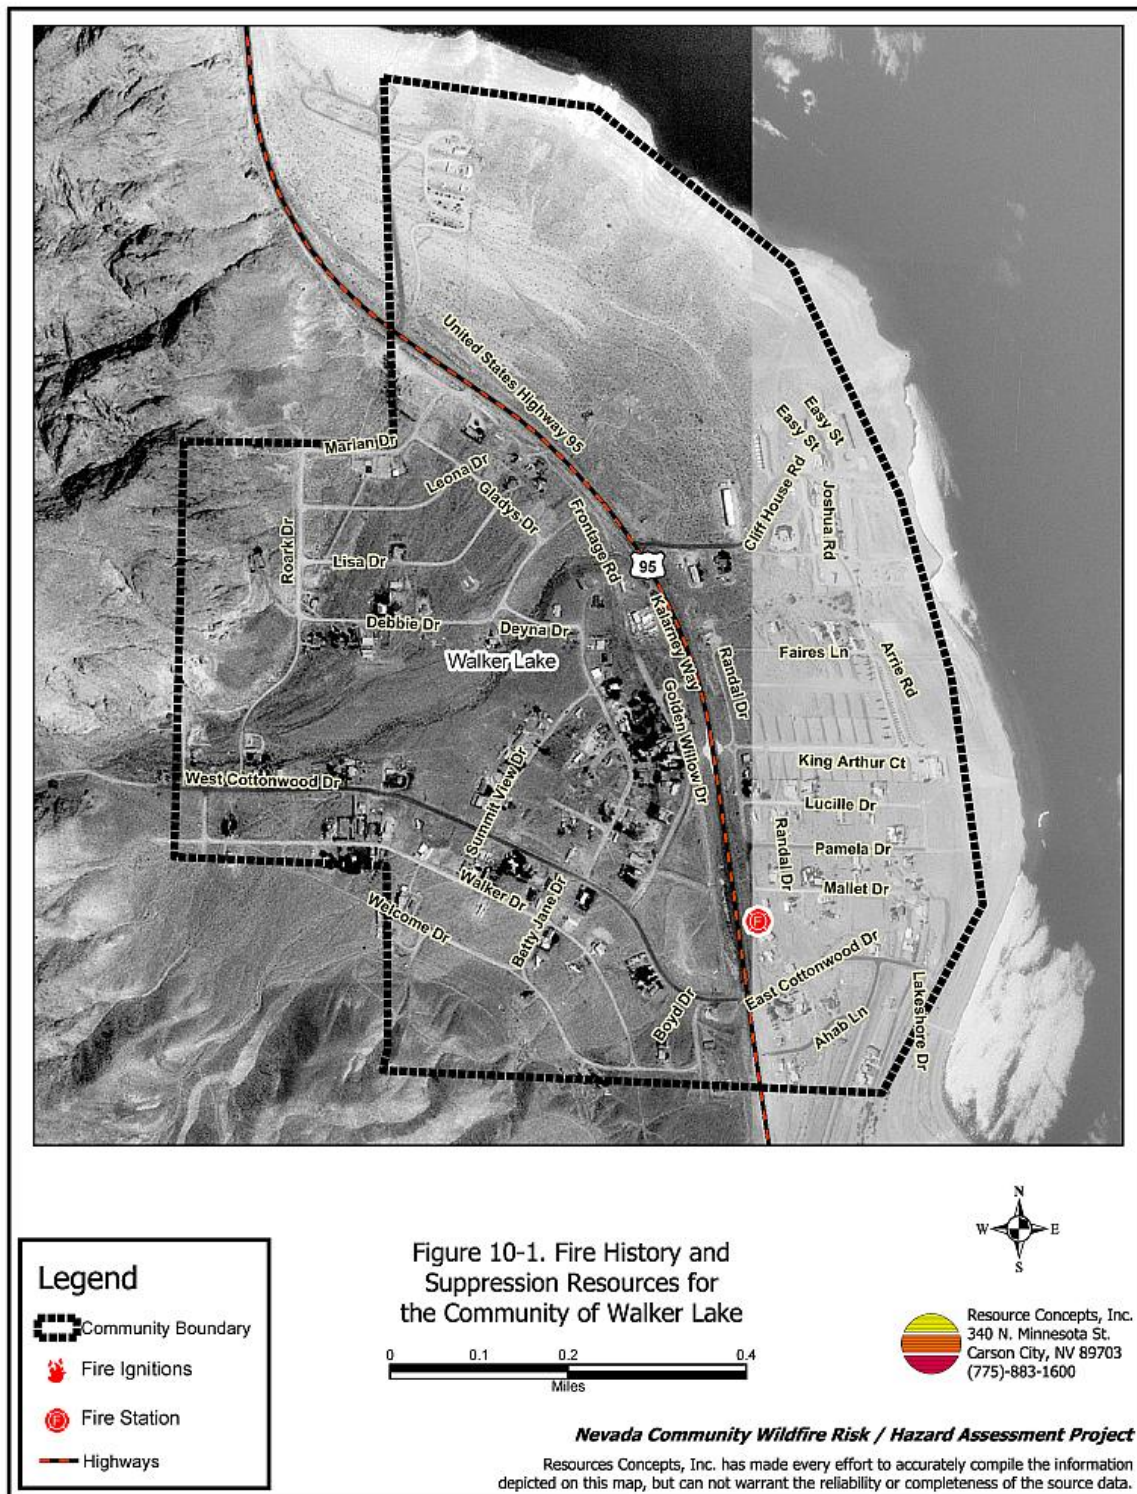 United States Highway 95
Easy St
Easy St
Marian Dr
Leona Dr
Gladys Dr
Cliff House Rd
Joshua Rd
Frontage Rd
Roark Dr
Lisa Dr
95
Kalarney Way
Debbie Dr
Deyna Dr
Walker Lake
Randal Dr
Faires Ln
Arrie Rd
Golden Willow Dr
King Arthur Ct
West Cottonwood Dr
Summit View Dr
Lucille Dr
Randal Dr
Pamela Dr
Walker Dr
Mallet Dr
Betty Jane Dr
Welcome Dr
F
East Cottonwood Dr
Lakeshore Dr
Boyd Dr
Ahab Ln
N
W
E
S
Legend
Community Boundary
Fire Ignitions
F
Fire Station
Highways
Figure 10-1. Fire History and
Suppression Resources for
the Community of Walker Lake
0 0.1 0.2 0.4
Miles
Resource Concepts, Inc.
340 N. Minnesota St.
Carson City, NV 89703
(775)-883-1600
Nevada Community Wildfire Risk / Hazard Assessment Project
Resources Concepts, Inc. has made every effort to accurately compile the information
depicted on this map, but can not warrant the reliability or completeness of the source data.